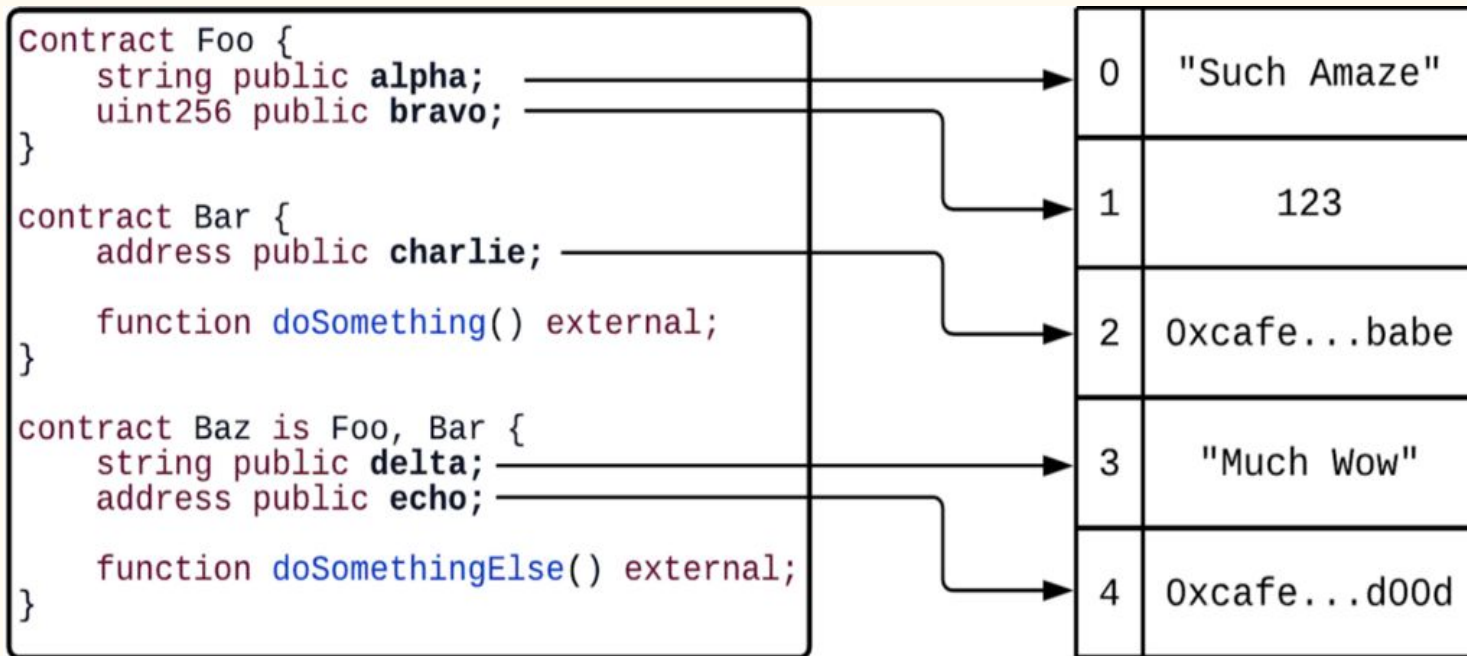 Contract Foo {
string public alpha;
uint256 public bravo;
}
contract Bar {
address public charlie;
function doSomething() external;
}
contract Baz is Foo, Bar {
string public delta;
address public echo;
function doSomethingElse() external;
}
0 "Such Amaze"
1 123
2 0xcafe...babe
3 "Much Wow"
4 0xcafe...d00d